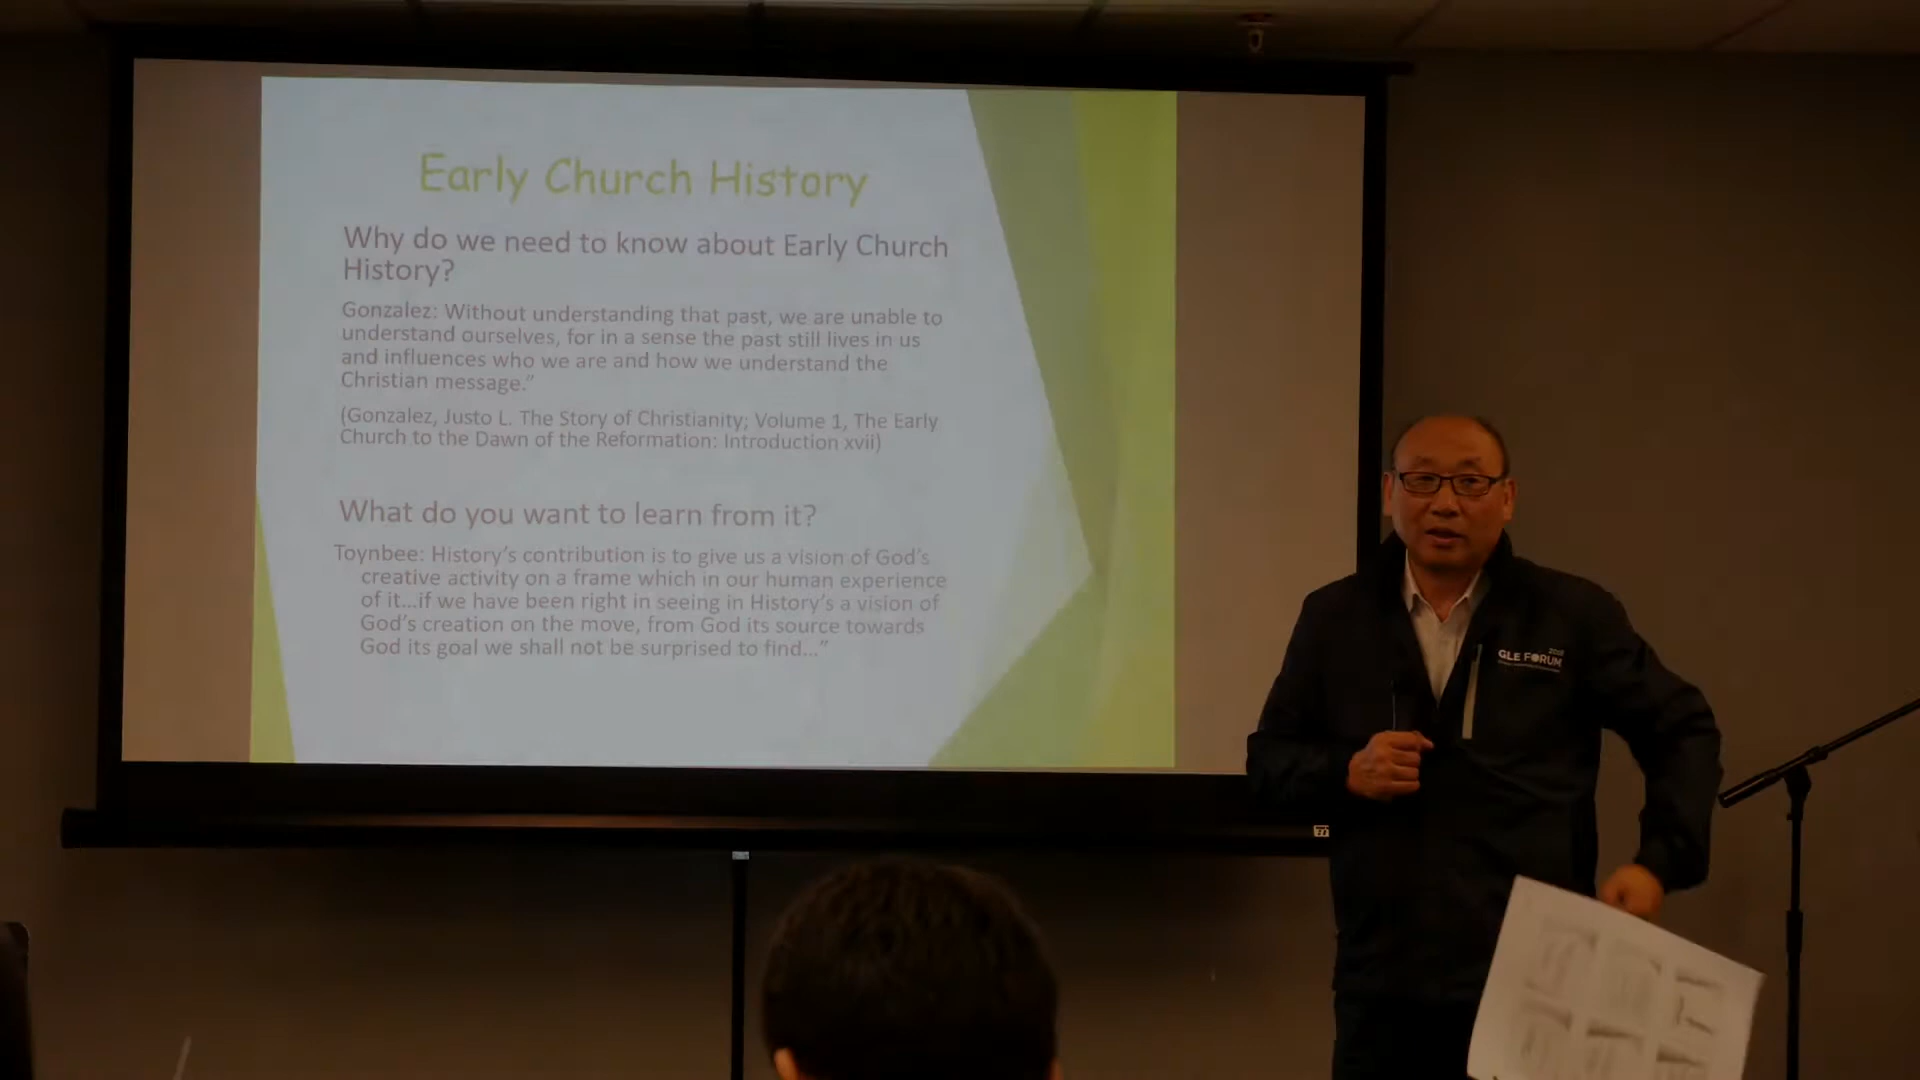 Early Church History
Why do we need to know about Early Church
History?
Gonzalez: Without understanding that past, we are unable to
understand ourselves, for in a sense the past still lives in us
and influences who we are and how we understand the
Christian message.”
(Gonzalez, Justo L. The Story of Christianity; Volume 1, The Early
Church to the Dawn of the Reformation: Introduction xvii)
What do you want to learn from it?
Toynbee: History’s contribution is to give us a vision of God’s
creative activity on a frame which in our human experience
of it...if we have been right in seeing in History’s a vision of
God’s creation on the move, from God its source towards
God its goal we shall not be surprised to find...”
GLE FORUM